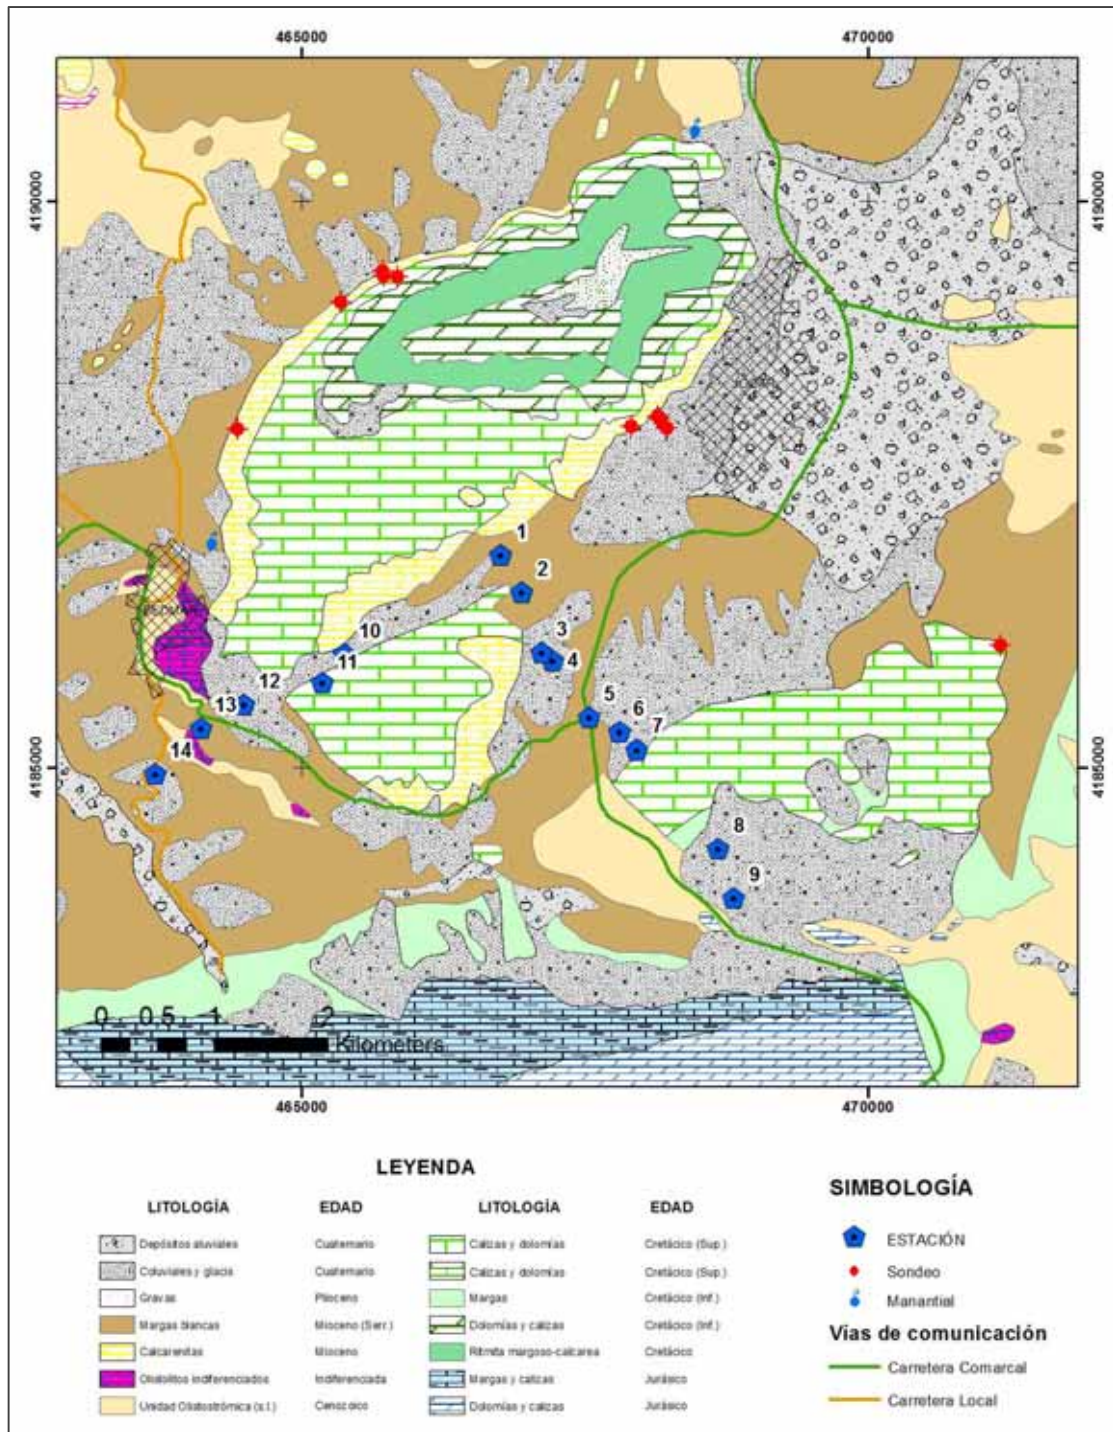 465000
470000
4190000
4190000
1
2
3
4
10
11
12
13
14
5
6
7
8
9
4185000
4185000
0 0.5 1 2
Kilometers
465000
470000
LEYENDA
LITOLOGÍA EDAD LITOLOGÍA EDAD
Depósitos aluviales Cuaternario Calizas y dolomías Cretácico (Sup.)
Coluviales y glacis Cuaternario Calizas y dolomías Cretácico (Sup.)
Gravas Plioceno Margas Cretácico (Inf.)
Margas blancas Mioceno (Serr.) Dolomías y calizas Cretácico (Inf.)
Calcarenitas Mioceno Ritmita margoso-calcarea Cretácico
Olistolitos indiferenciados Indiferenciada Margas y calizas Jurásico
Unidad Olistostrómica (s.l.) Cenozoico Dolomías y calizas Jurásico
SIMBOLOGÍA
ESTACIÓN
Sondeo
Manantial
Vías de comunicación
Carretera Comarcal
Carretera Local